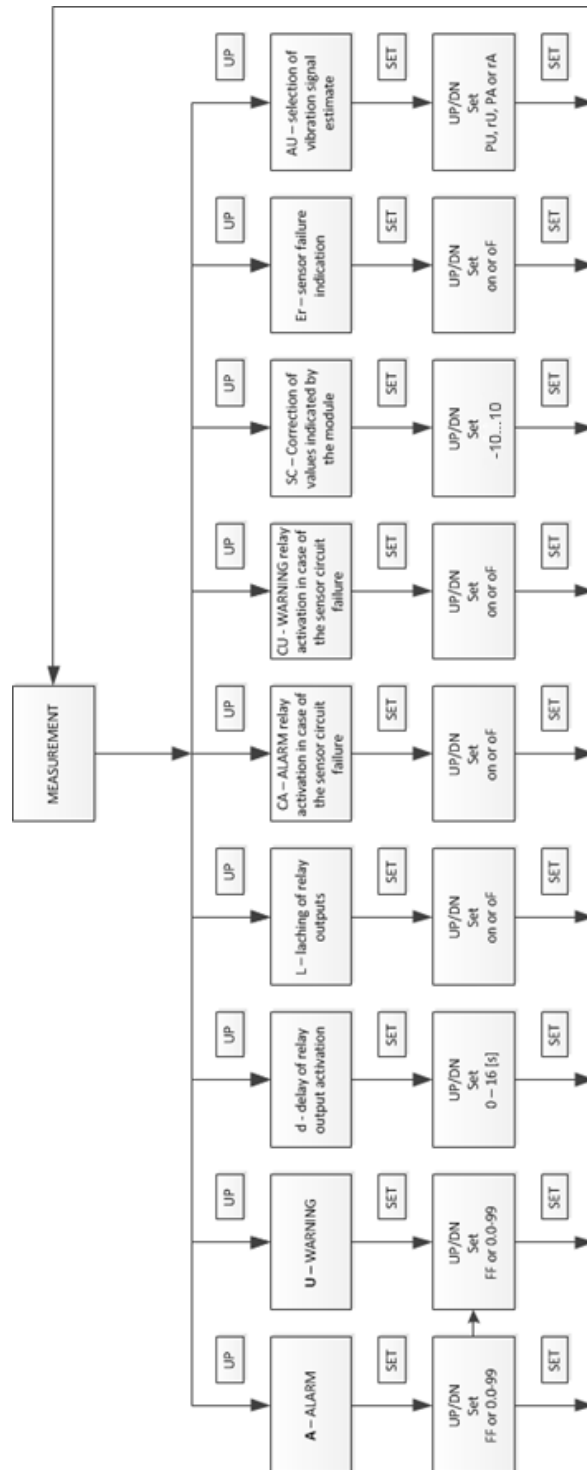 MEASUREMENT
UP
UP
UP
UP
UP
UP
UP
UP
UP
A – ALARM
U – WARNING
d - delay of relay
output activation
L – laching of relay
outputs
CA – ALARM relay
activation in case of
the sensor circuit
failure
CU - WARNING relay
activation in case of
the sensor circuit
failure
SC – Correction of
values indicated by
the module
Er – sensor failure
indication
AU – selection of
vibration signal
estimate
SET
SET
SET
SET
SET
SET
SET
SET
SET
UP/DN
Set
FF or 0.0-99
UP/DN
Set
FF or 0.0-99
UP/DN
Set
0 – 16 [s]
UP/DN
Set
on or oF
UP/DN
Set
on or oF
UP/DN
Set
on or oF
UP/DN
Set
-10...10
UP/DN
Set
on or oF
UP/DN
Set
PU, rU, PA or rA
SET
SET
SET
SET
SET
SET
SET
SET
SET